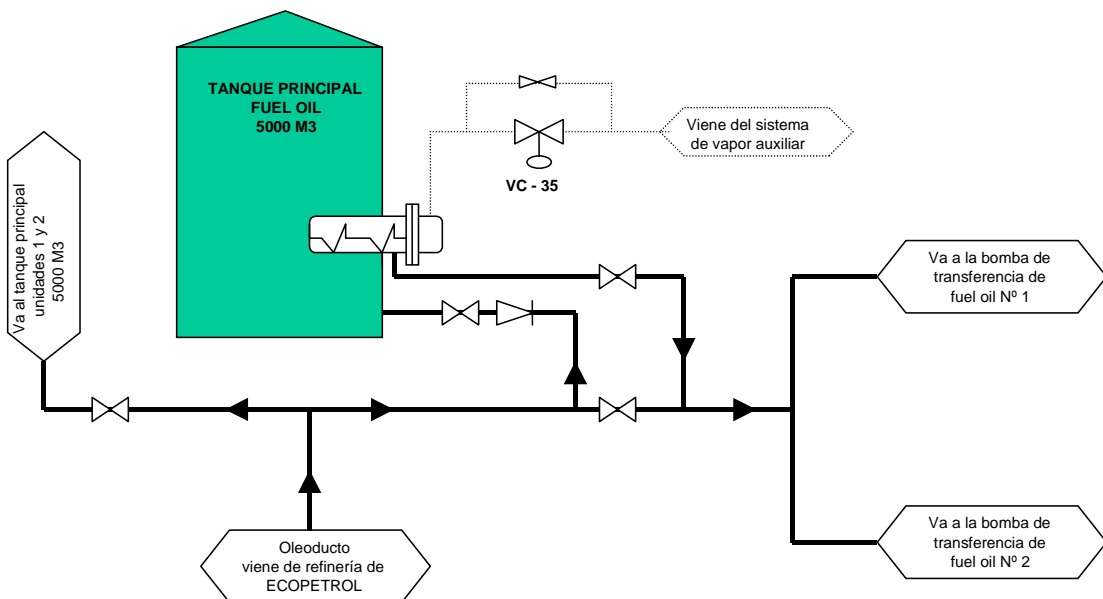 TANQUE PRINCIPAL
FUEL OIL
5000 M3
Viene del sistema
de vapor auxiliar
VC - 35
Va al tanque principal
unidades 1 y 2
5000 M3
Va a la bomba de
transferencia de
fuel oil Nº 1
Oleoducto
viene de refinería de
ECOPETROL
Va a la bomba de
transferencia de
fuel oil Nº 2